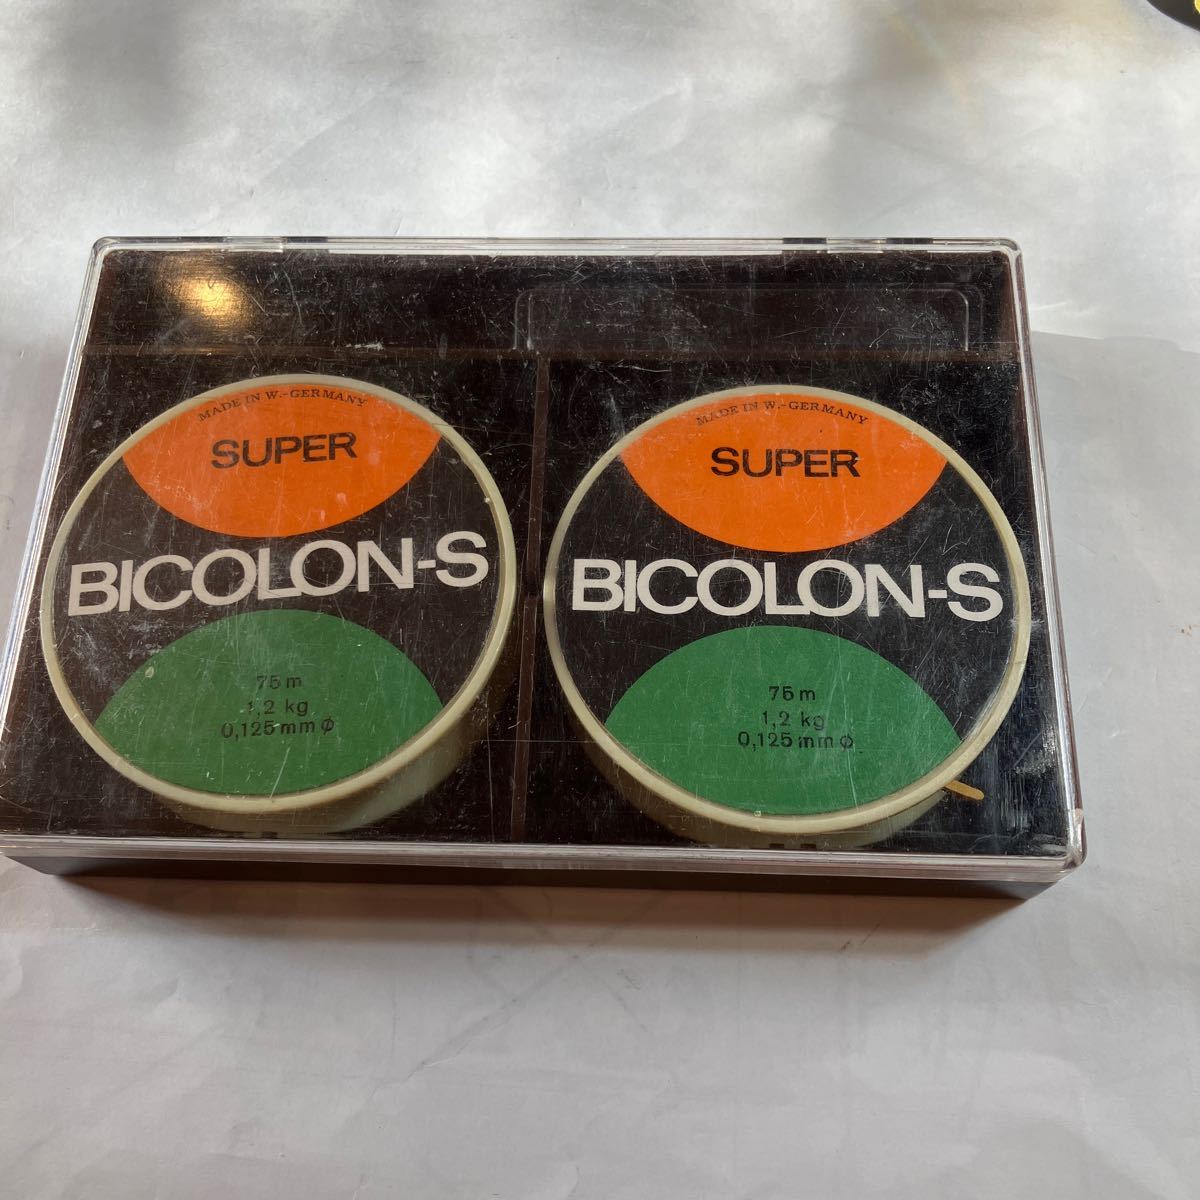 MADE IN W.-GERMANY
SUPER
BICOLON-S
75 m
1,2 kg
0,125 mm ϕ
MADE IN W.-GERMANY
SUPER
BICOLON-S
75 m
1,2 kg
0,125 mm ϕ